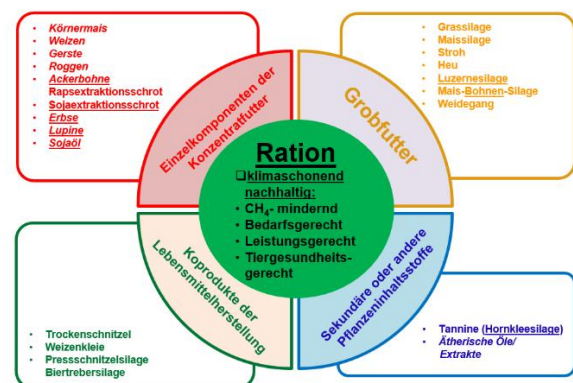 • Körnermais
• Weizen
• Gerste
• Roggen
• Ackerbohne
Rapsextraktionsschrot
• Sojaextraktionsschrot
• Erbse
• Lupine
• Sojaöl
Einzelkomponenten der
Konzentratfutter
Grobfutter
• Grassilage
• Maissilage
• Stroh
• Heu
• Luzernesilage
• Mais-Bohnen-Silage
• Weidegang
Ration
❑klimaschonend
nachhaltig:
• CH₄- mindernd
• Bedarfsgerecht
• Leistungsgerecht
• Tiergesundheits-
gerecht
Koprodukte der
Lebensmittelherstellung
• Trockenschnitzel
• Weizenkleie
• Pressschnitzelsilage
Biertrebersilage
Sekundäre oder andere
Pflanzeninhaltsstoffe
• Tannine (Hornkleesilage)
• Ätherische Öle/
Extrakte